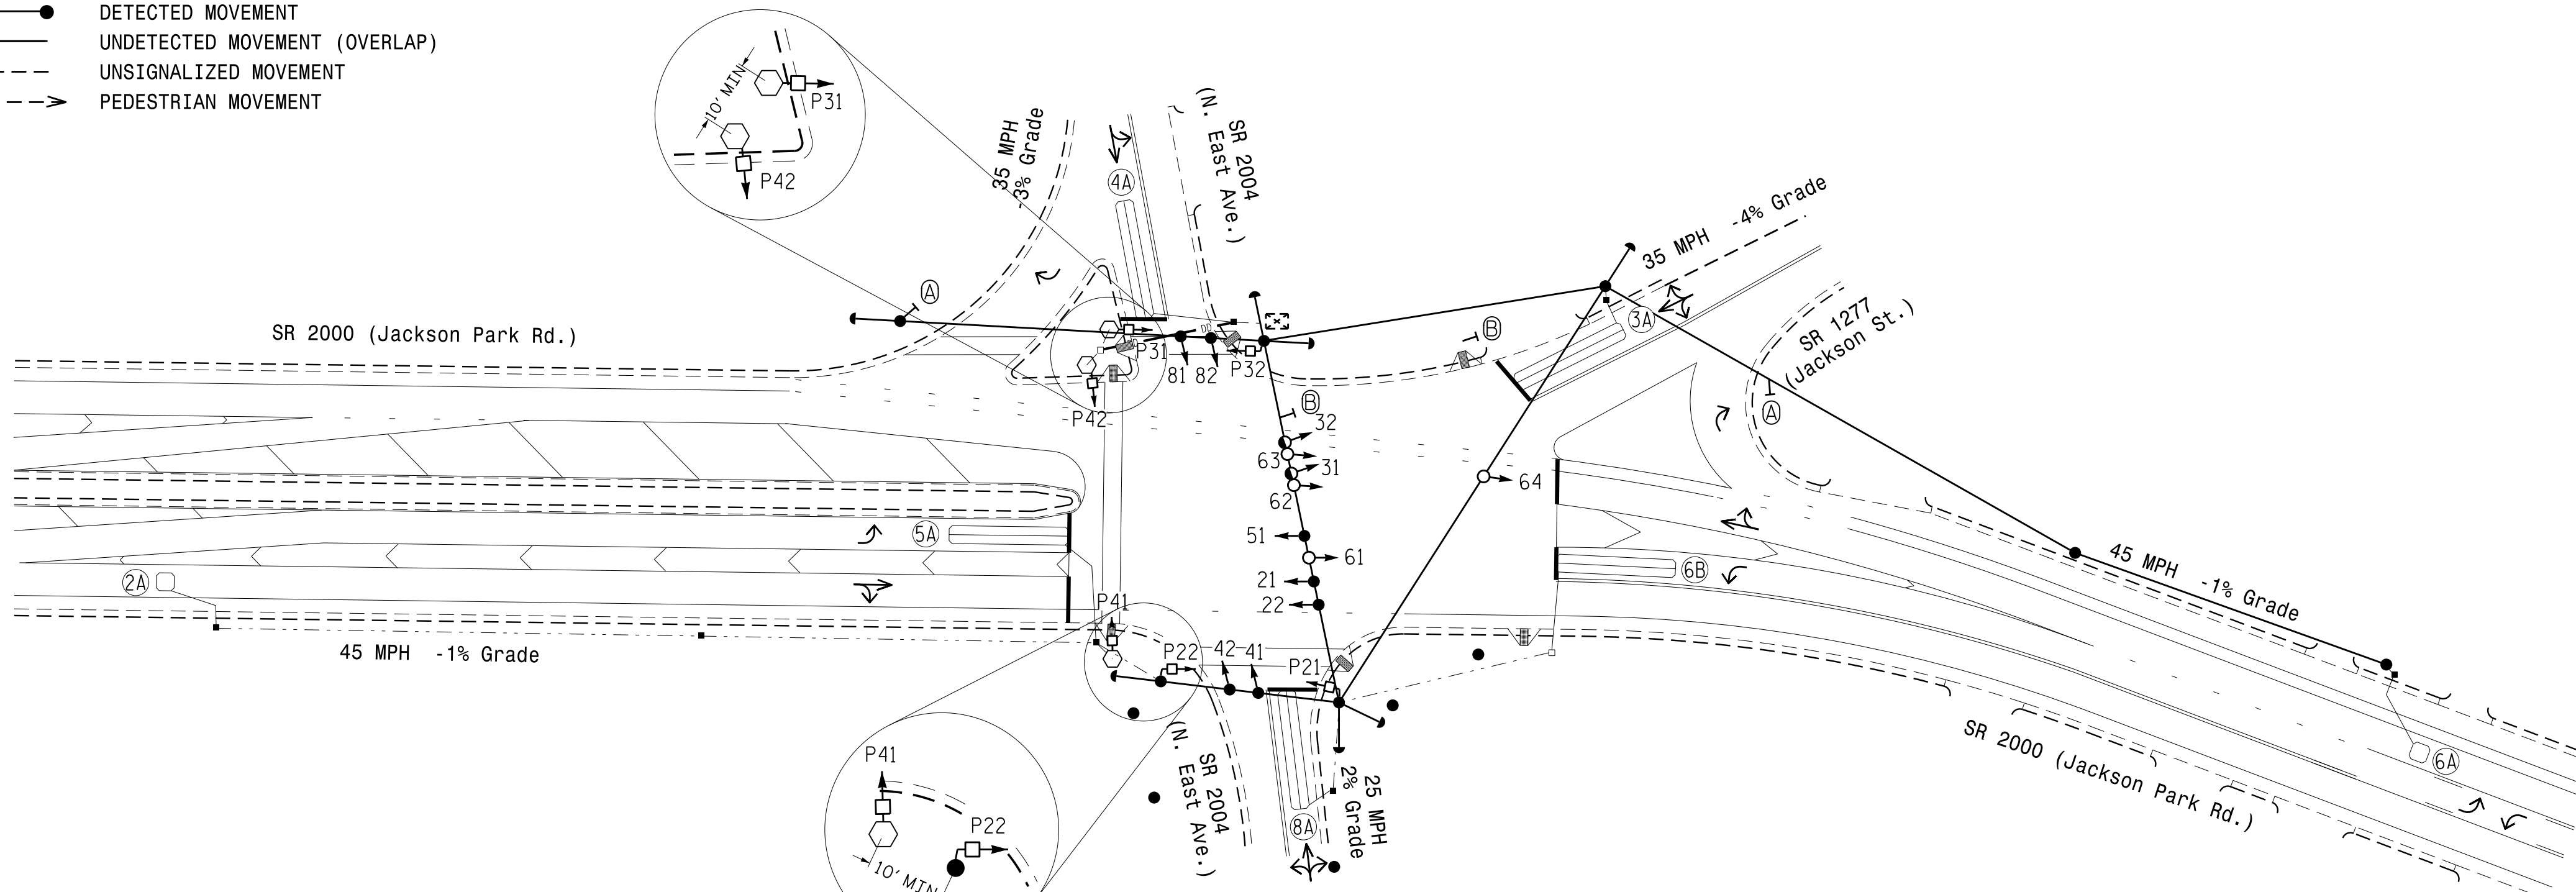 DETECTED MOVEMENT
UNDETECTED MOVEMENT (OVERLAP)
UNSIGNALIZED MOVEMENT
PEDESTRIAN MOVEMENT
10' MIN
P31
P42
35 MPH
-3% Grade
4A
SR 2004
(N. East Ave.)
35 MPH -4% Grade
A
SR 2000 (Jackson Park Rd.)
3A
SR 1277
(Jackson St.)
B
P31
81
82
P32
A
P42
B
32
63
31
62
64
51
5A
61
45 MPH -1% Grade
6B
2A
21
22
P41
45 MPH -1% Grade
P22
42
41
P21
SR 2000 (Jackson Park Rd.)
6A
SR 2004
(N. East Ave.)
25 MPH
2% Grade
8A
P41
P22
10' MIN